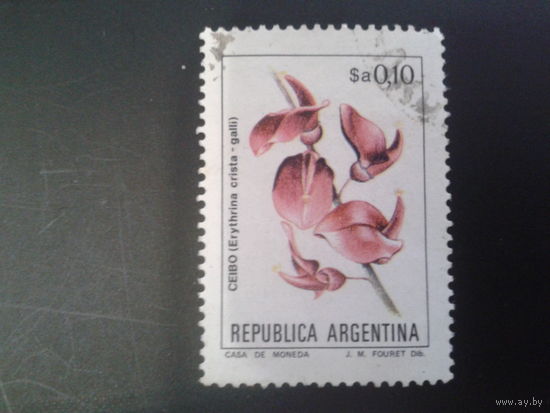 $a0,10
CEIBO (Erythrina crista - galli)
REPUBLICA ARGENTINA
CASA DE MONEDA J. M. FOURET Dib.
www.ay.by